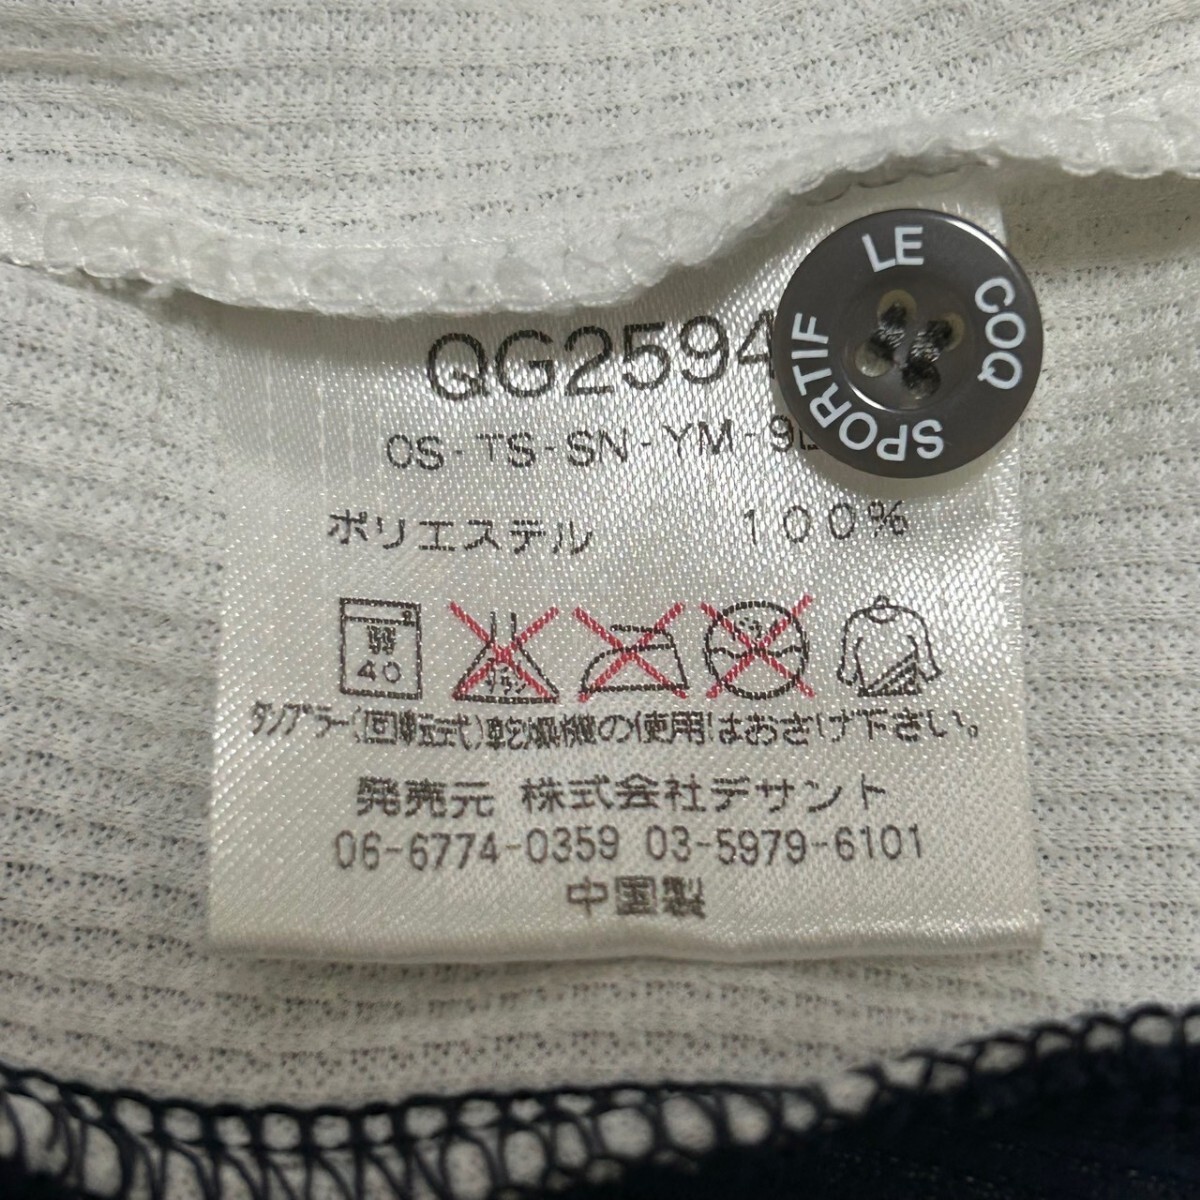 LE COQ SPORTIF
QG2594
OS-TS-SN-YM-
ポリエステル 100%
40
タンブラー(回転式)乾燥機の使用はおさけ下さい。
発売元 株式会社デサント
06-6774-0359 03-5979-6101
中国製